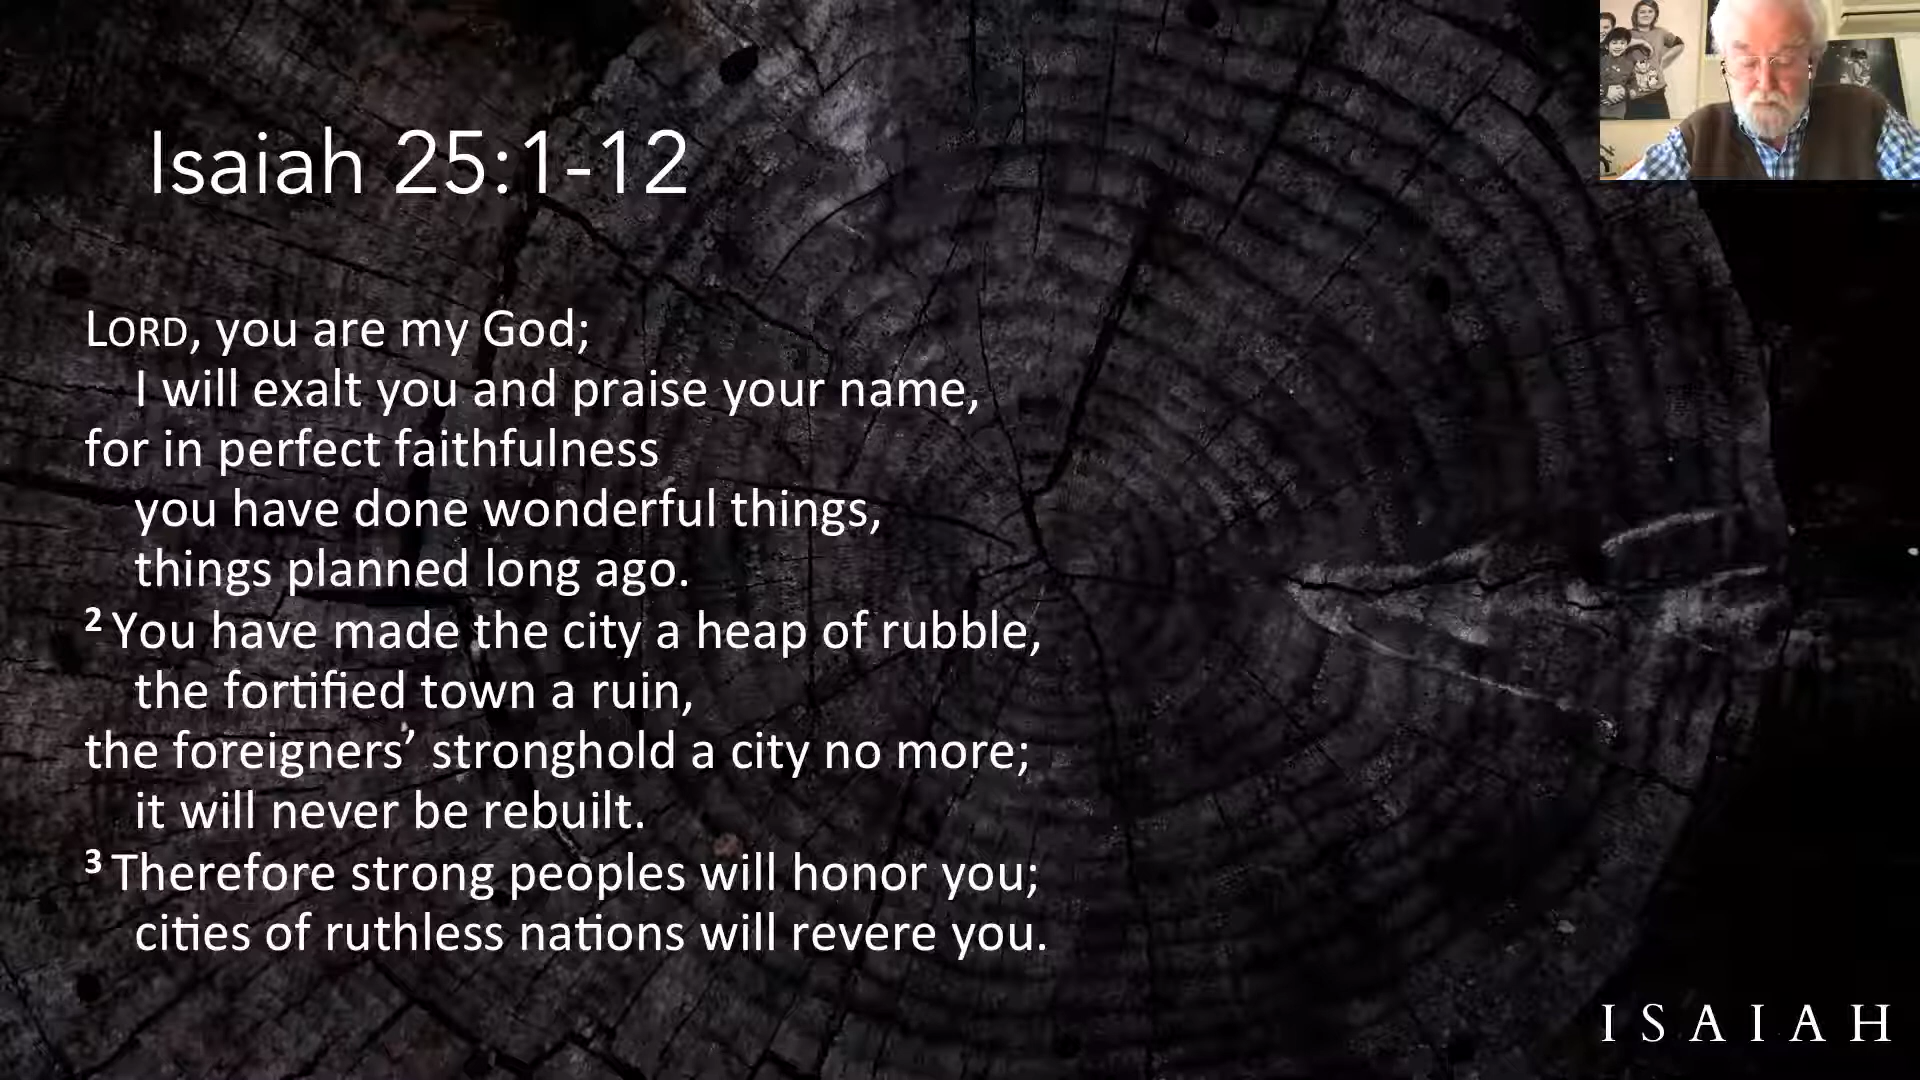 Isaiah 25:1-12
LORD, you are my God;
I will exalt you and praise your name,
for in perfect faithfulness
you have done wonderful things,
things planned long ago.
2 You have made the city a heap of rubble,
the fortified town a ruin,
the foreigners’ stronghold a city no more;
it will never be rebuilt.
3 Therefore strong peoples will honor you;
cities of ruthless nations will revere you.
ISAIAH